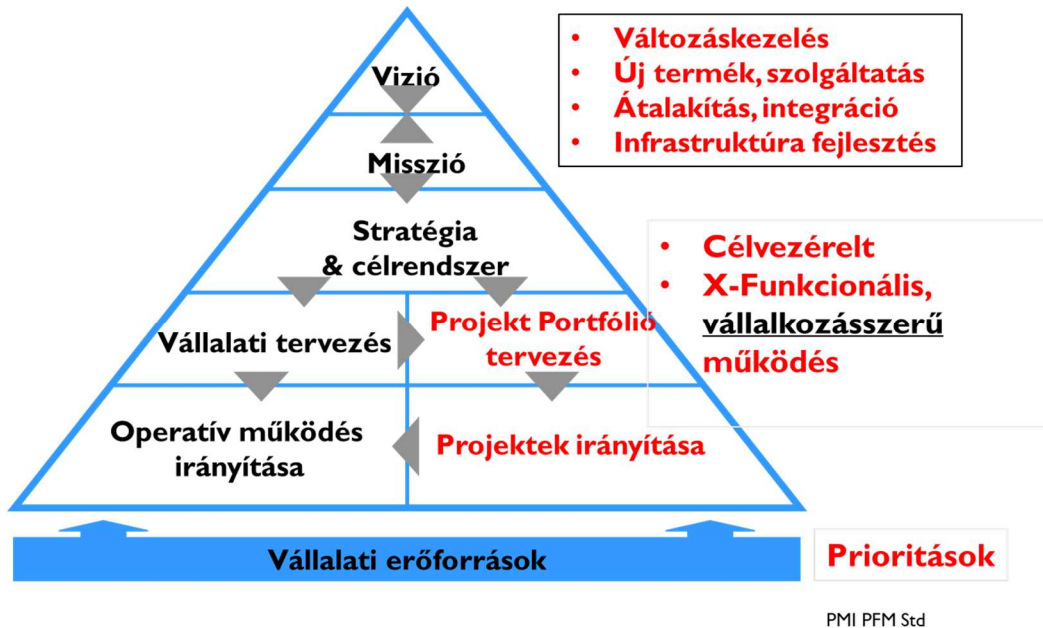 Vizió
Misszió
Stratégia
& célrendszer
Vállalati tervezés
Projekt Portfólió
tervezés
Operatív működés
irányítása
Projektek irányítása
Vállalati erőforrások
• Változáskezelés
• Új termék, szolgáltatás
• Átalakítás, integráció
• Infrastruktúra fejlesztés
• Célvezérelt
• X-Funkcionális,
vállalkozásszerű
működés
Prioritások
PMI PFM Std